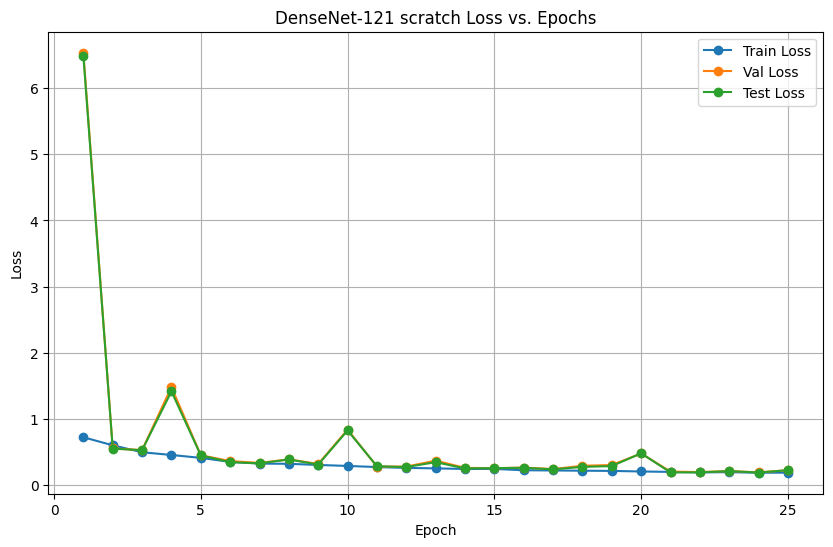 DenseNet-121 scratch Loss vs. Epochs
Train Loss
Val Loss
Test Loss
6
5
4
3
2
1
0
Loss
0
5
10
15
20
25
Epoch